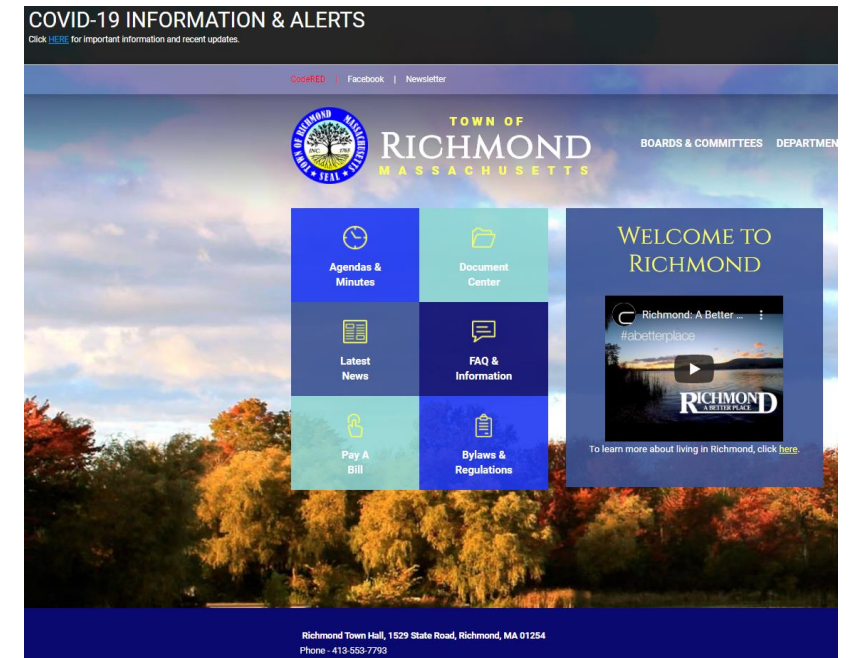 COVID-19 INFORMATION & ALERTS
Click HERE for important information and recent updates.
CodeRED | Facebook | Newsletter
TOWN OF RICHMOND MASSACHUSETTS
INC. 1765
SEAL
TOWN OF
RICHMOND
MASSACHUSETTS
BOARDS & COMMITTEES DEPARTMEN
Agendas &
Minutes
Document
Center
Latest
News
FAQ &
Information
Pay A
Bill
Bylaws &
Regulations
WELCOME TO
RICHMOND
Richmond: A Better ...
#abetterplace
RICHMOND
A BETTER PLACE
To learn more about living in Richmond, click here.
Richmond Town Hall, 1529 State Road, Richmond, MA 01254
Phone - 413-553-7793